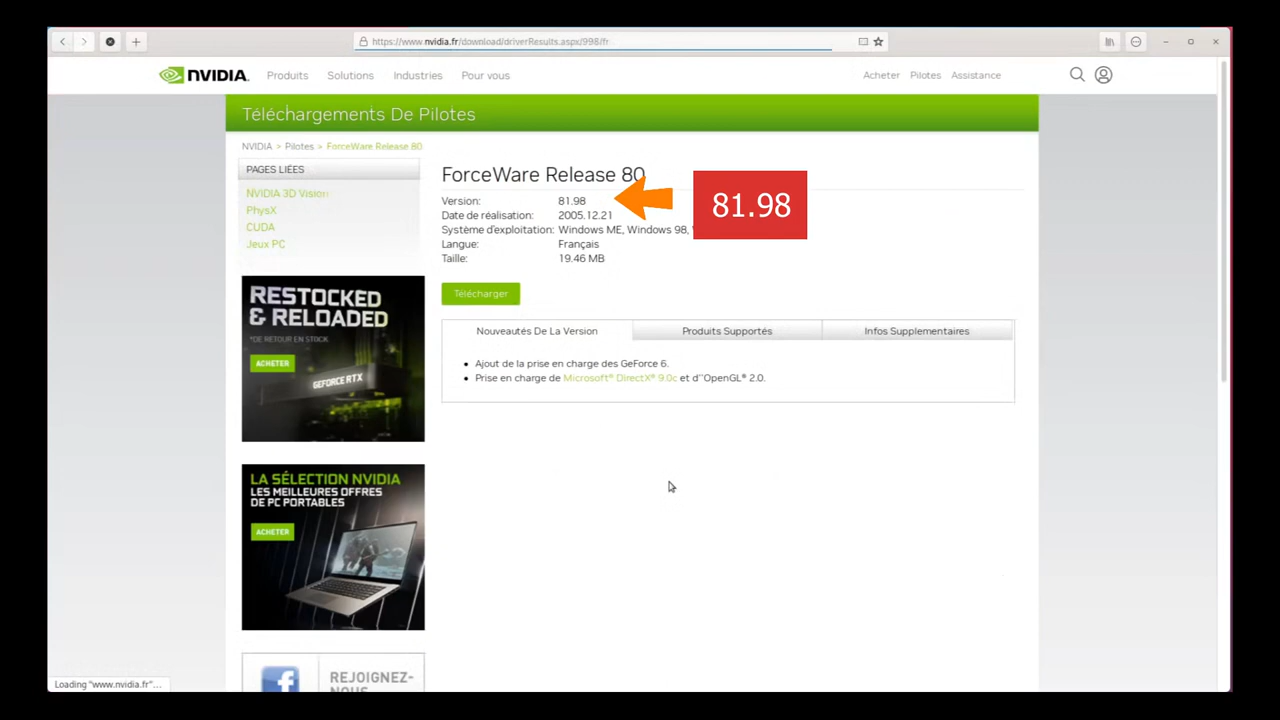 https://www.nvidia.fr/download/driverResults.aspx/998/fr
NVIDIA.
Produits
Solutions
Industries
Pour vous
Acheter
Pilotes
Assistance
Téléchargements De Pilotes
NVIDIA > Pilotes > ForceWare Release 80
PAGES LIÉES
NVIDIA 3D Vision
PhysX
CUDA
Jeux PC
ForceWare Release 80
Version: 81.98
Date de réalisation: 2005.12.21
Système d'exploitation: Windows ME, Windows 98,
Langue: Français
Taille: 19.46 MB
81.98
Télécharger
Nouveautés De La Version
Produits Supportés
Infos Supplementaires
Ajout de la prise en charge des GeForce 6.
Prise en charge de Microsoft® DirectX® 9.0c et d''OpenGL® 2.0.
RESTOCKED
& RELOADED
*DE RETOUR EN STOCK
ACHETER
GEFORCE RTX
LA SÉLECTION NVIDIA
LES MEILLEURES OFFRES
DE PC PORTABLES
ACHETER
REJOIGNEZ-
NOUS
Loading "www.nvidia.fr"...